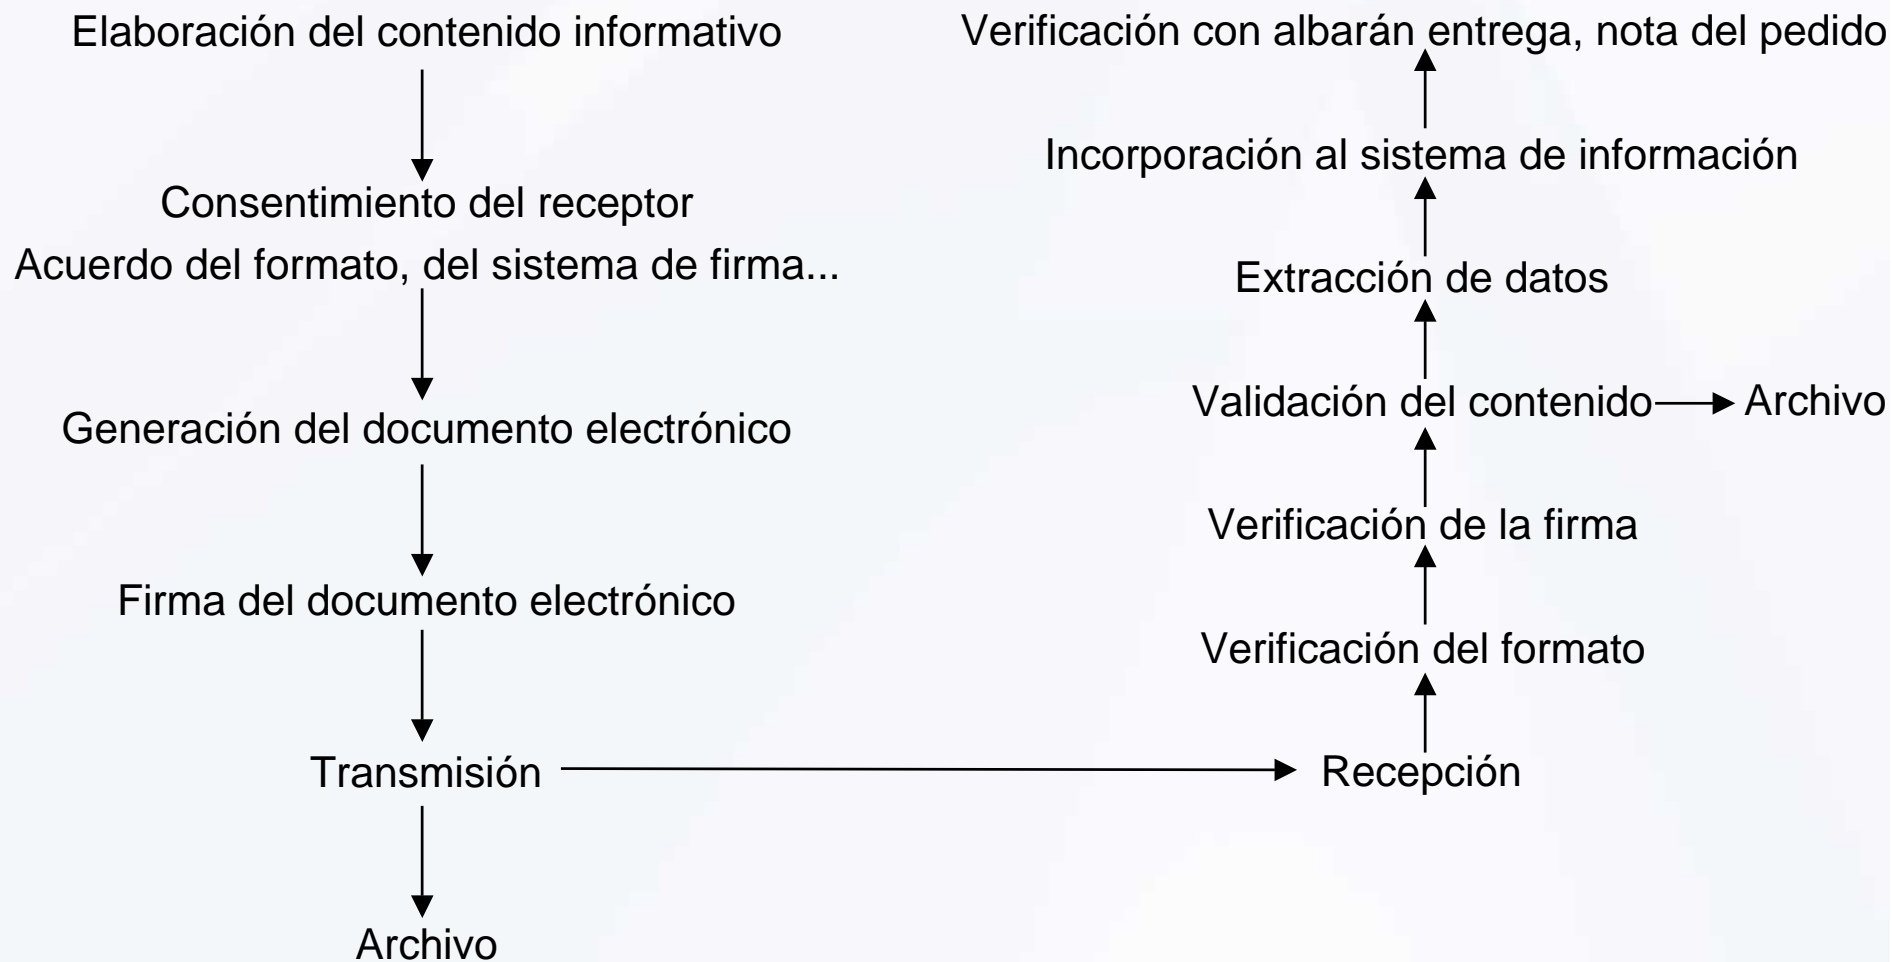 Elaboración del contenido informativo
Consentimiento del receptor
Acuerdo del formato, del sistema de firma...
Generación del documento electrónico
Firma del documento electrónico
Transmisión
Archivo
Verificación con albarán entrega, nota del pedido
Incorporación al sistema de información
Extracción de datos
Validación del contenido
Archivo
Verificación de la firma
Verificación del formato
Recepción